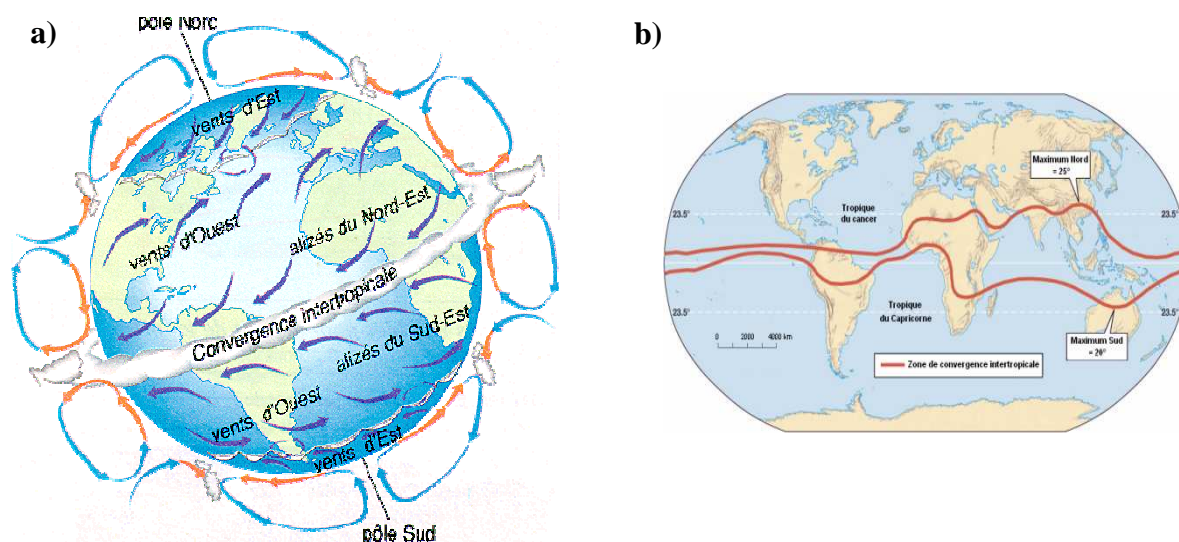 a)
pôle Nord
vents d'Est
vents d'Ouest
alizés du Nord-Est
Convergence intertropicale
alizés du Sud-Est
vents d'Ouest
vents d'Est
pôle Sud
b)
Maximum Nord
= 25°
23.5°
Tropique
du cancer
23.5°
23.5°
Tropique
du Capricorne
23.5°
0 2000 4000 km
Maximum Sud
= 20°
Zone de convergence intertropicale